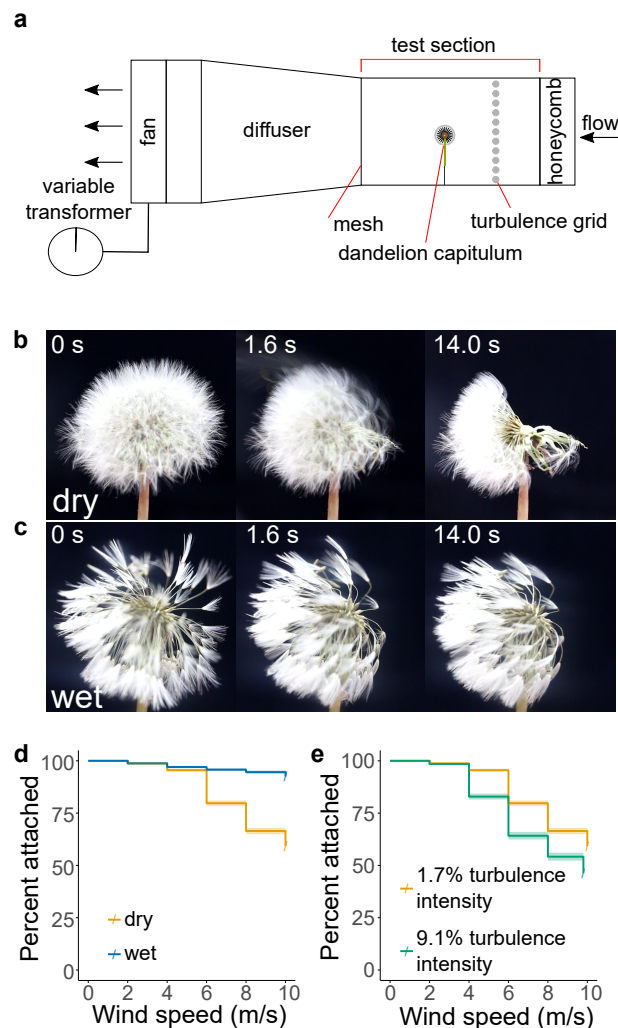 a
test section
fan
diffuser
honeycomb
flow
variable
transformer
mesh
turbulence grid
dandelion capitulum
b
0 s
1.6 s
14.0 s
dry
c
0 s
1.6 s
14.0 s
wet
d
Percent attached
100
75
50
25
0
dry
wet
0 2 4 6 8 10
Wind speed (m/s)
e
Percent attached
100
75
50
25
0
1.7% turbulence
intensity
9.1% turbulence
intensity
0 2 4 6 8 10
Wind speed (m/s)